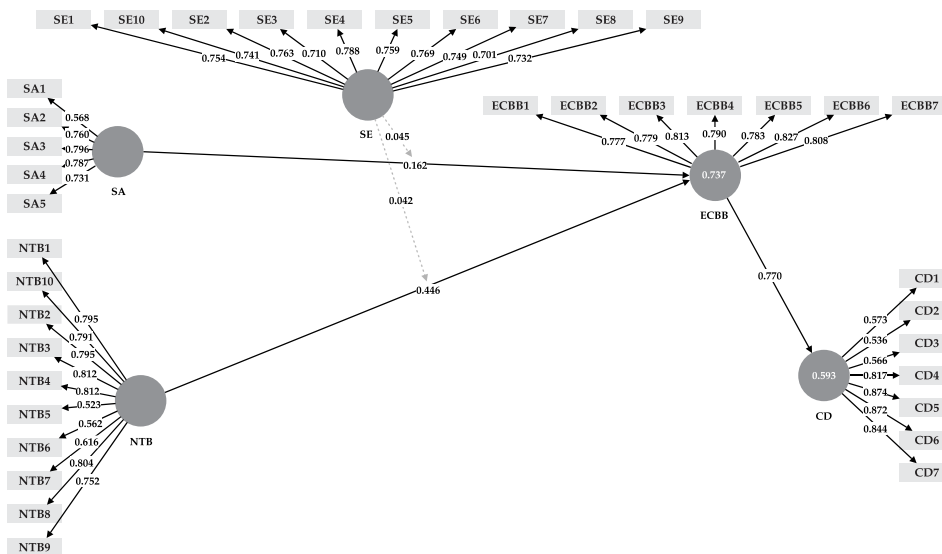 SE1 SE10 SE2 SE3 SE4 SE5 SE6 SE7 SE8 SE9
0.754 0.741 0.763 0.710 0.788 0.759 0.769 0.749 0.701 0.732
SE
SA1
SA2
SA3
SA4
SA5
0.568
0.760
0.796
0.787
0.731
SA
0.045
0.162
0.042
0.446
ECBB1 ECBB2 ECBB3 ECBB4 ECBB5 ECBB6 ECBB7
0.777 0.779 0.813 0.790 0.783 0.827 0.808
0.737
ECBB
0.770
NTB1
NTB10
NTB2
NTB3
NTB4
NTB5
NTB6
NTB7
NTB8
NTB9
0.795
0.791
0.795
0.812
0.812
0.523
0.562
0.616
0.804
0.752
NTB
0.593
CD
0.573
0.536
0.566
0.817
0.874
0.872
0.844
CD1
CD2
CD3
CD4
CD5
CD6
CD7